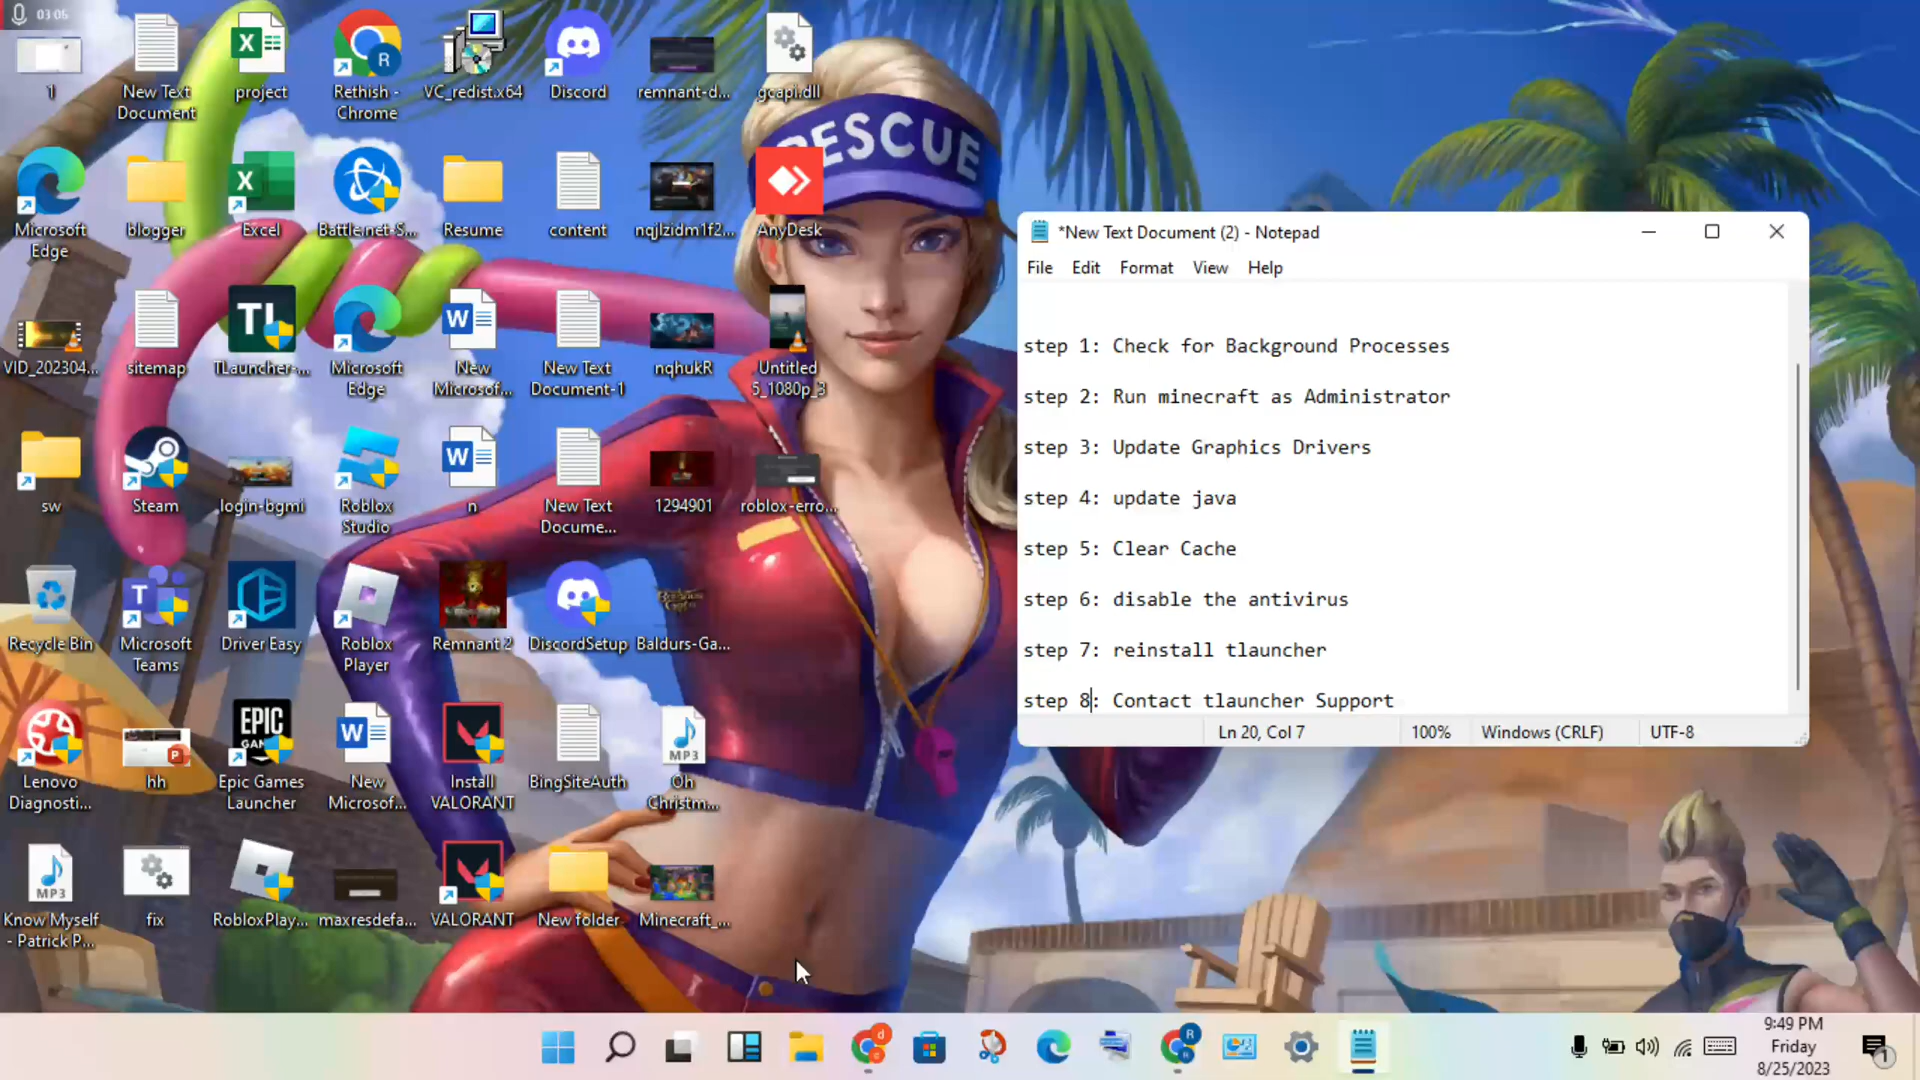 03:05
1
New Text
Document
project
Rethish -
Chrome
VC_redist.x64
Discord
remnant-d...
gcapi.dll
RESCUE
Microsoft
Edge
blogger
Excel
Battle.net-S...
Resume
content
nqjlzidm1f2...
AnyDesk
VID_202304...
sitemap
TL
TLauncher-...
Microsoft
Edge
New
Microsof...
New Text
Document-1
nqhukR
Untitled
5_1080p_3
sw
Steam
login-bgmi
Roblox
Studio
n
New Text
Docume...
1294901
roblox-erro...
Recycle Bin
Microsoft
Teams
Driver Easy
Roblox
Player
Remnant 2
DiscordSetup
Baldurs-Ga...
Lenovo
Diagnosti...
hh
EPIC
Epic Games
Launcher
New
Microsof...
Install
VALORANT
BingSiteAuth
MP3
Oh
Christm...
MP3
Know Myself
- Patrick P...
fix
RobloxPlay...
maxresdefa...
VALORANT
New folder
Minecraft_...
*New Text Document (2) - Notepad
File Edit Format View Help
step 1: Check for Background Processes
step 2: Run minecraft as Administrator
step 3: Update Graphics Drivers
step 4: update java
step 5: Clear Cache
step 6: disable the antivirus
step 7: reinstall tlauncher
step 8: Contact tlauncher Support
Ln 20, Col 7 100% Windows (CRLF) UTF-8
9:49 PM
Friday
8/25/2023
1